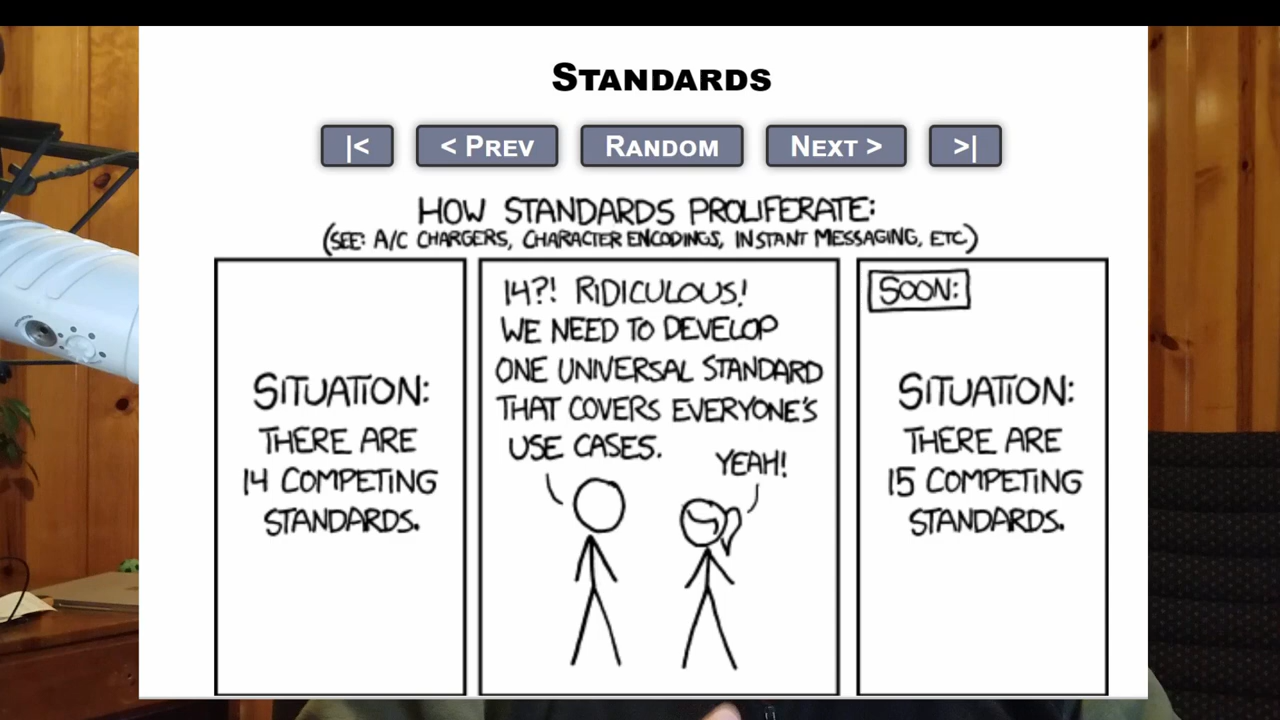 STANDARDS
|< < PREV RANDOM NEXT > >|
HOW STANDARDS PROLIFERATE:
(SEE: A/C CHARGERS, CHARACTER ENCODINGS, INSTANT MESSAGING, ETC.)
SITUATION:
THERE ARE
14 COMPETING
STANDARDS.
14?! RIDICULOUS!
WE NEED TO DEVELOP
ONE UNIVERSAL STANDARD
THAT COVERS EVERYONE'S
USE CASES.
YEAH!
SOON:
SITUATION:
THERE ARE
15 COMPETING
STANDARDS.